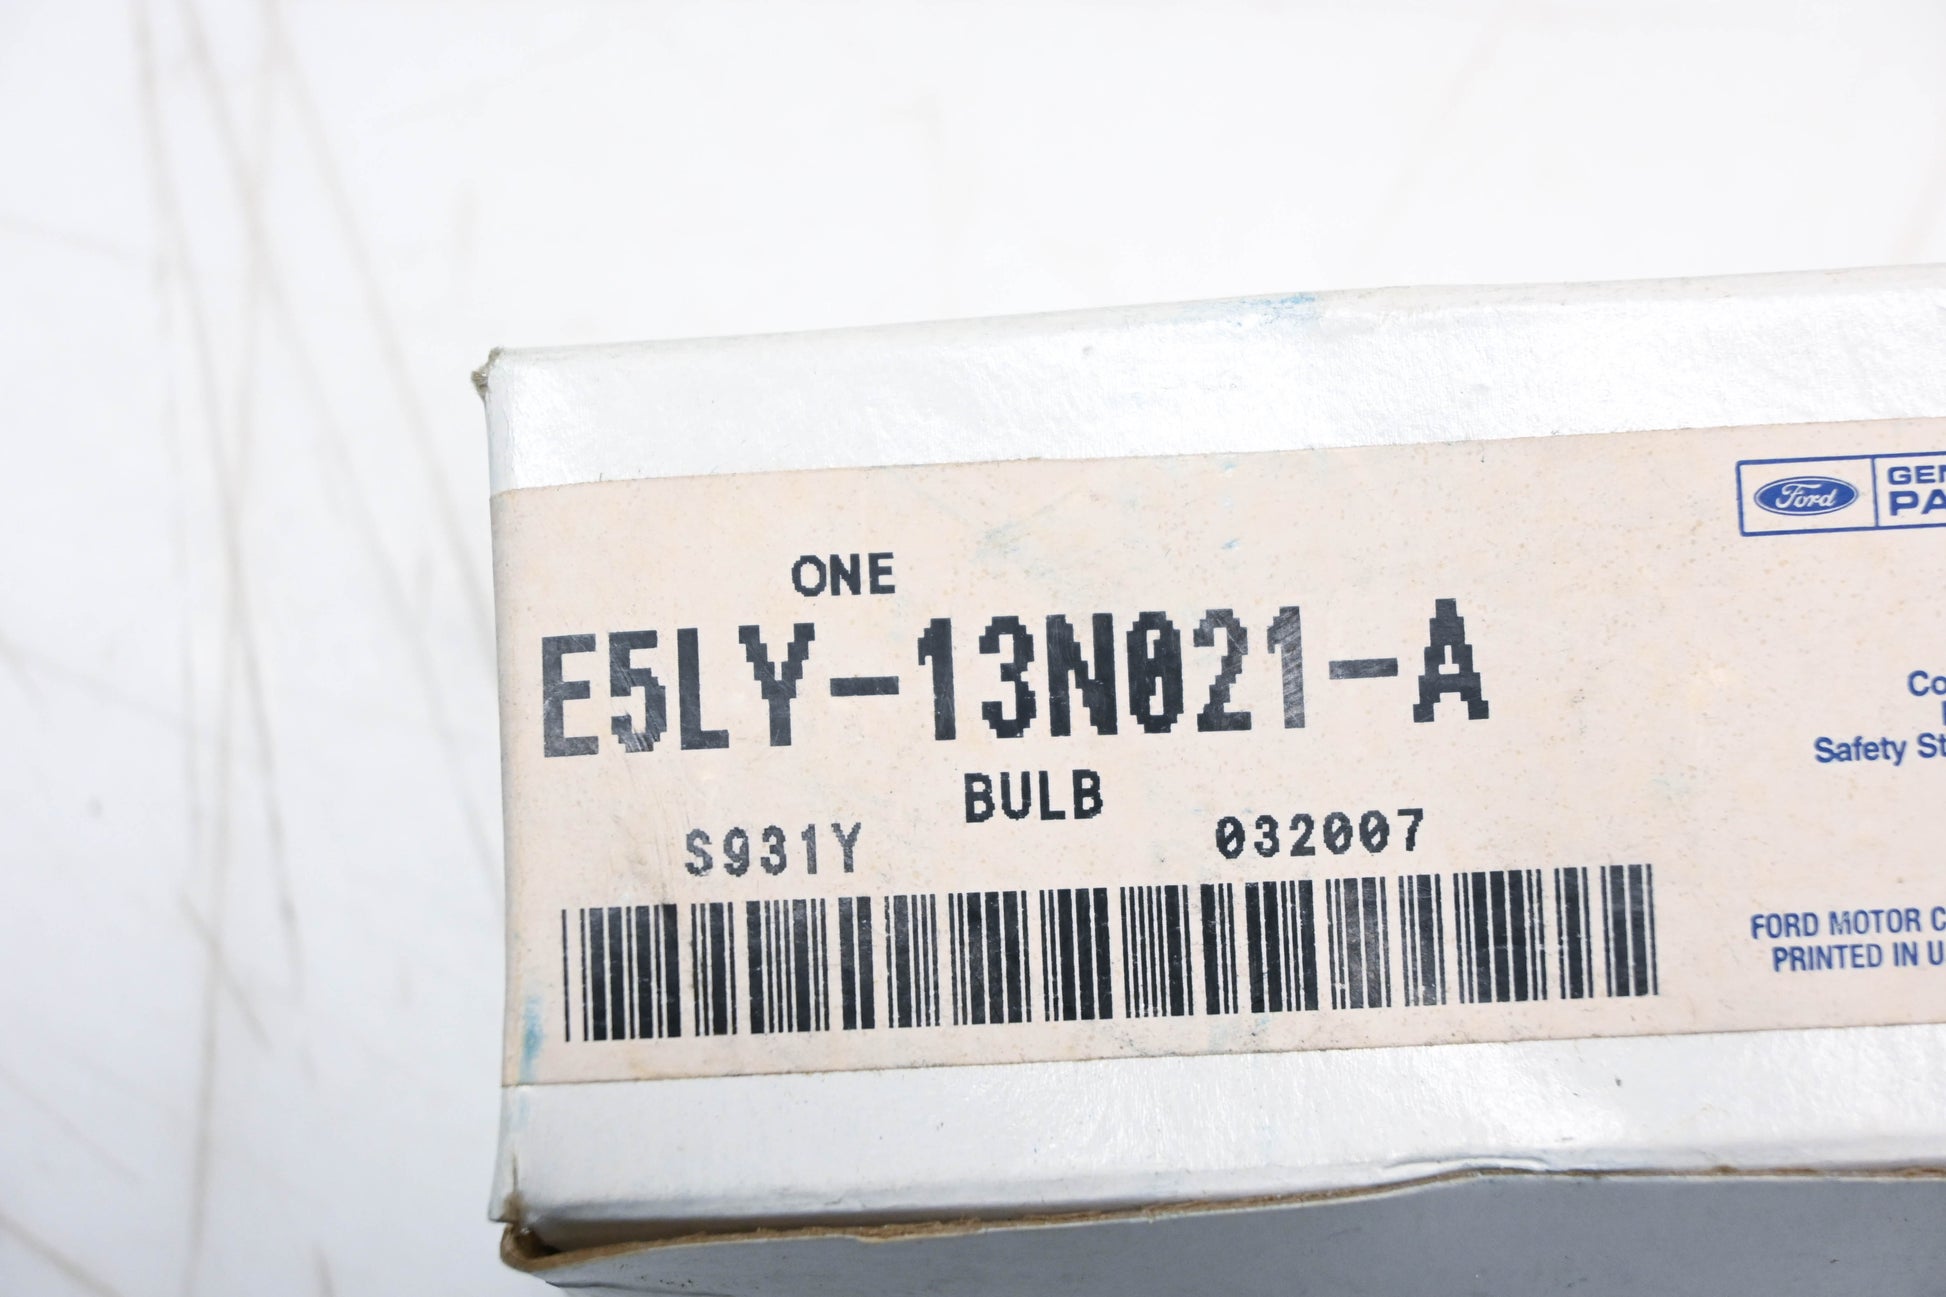 Ford
GEN
PA
ONE
E5LY-13N021-A
BULB
S931Y 032007
Co
Safety St
FORD MOTOR C
PRINTED IN U